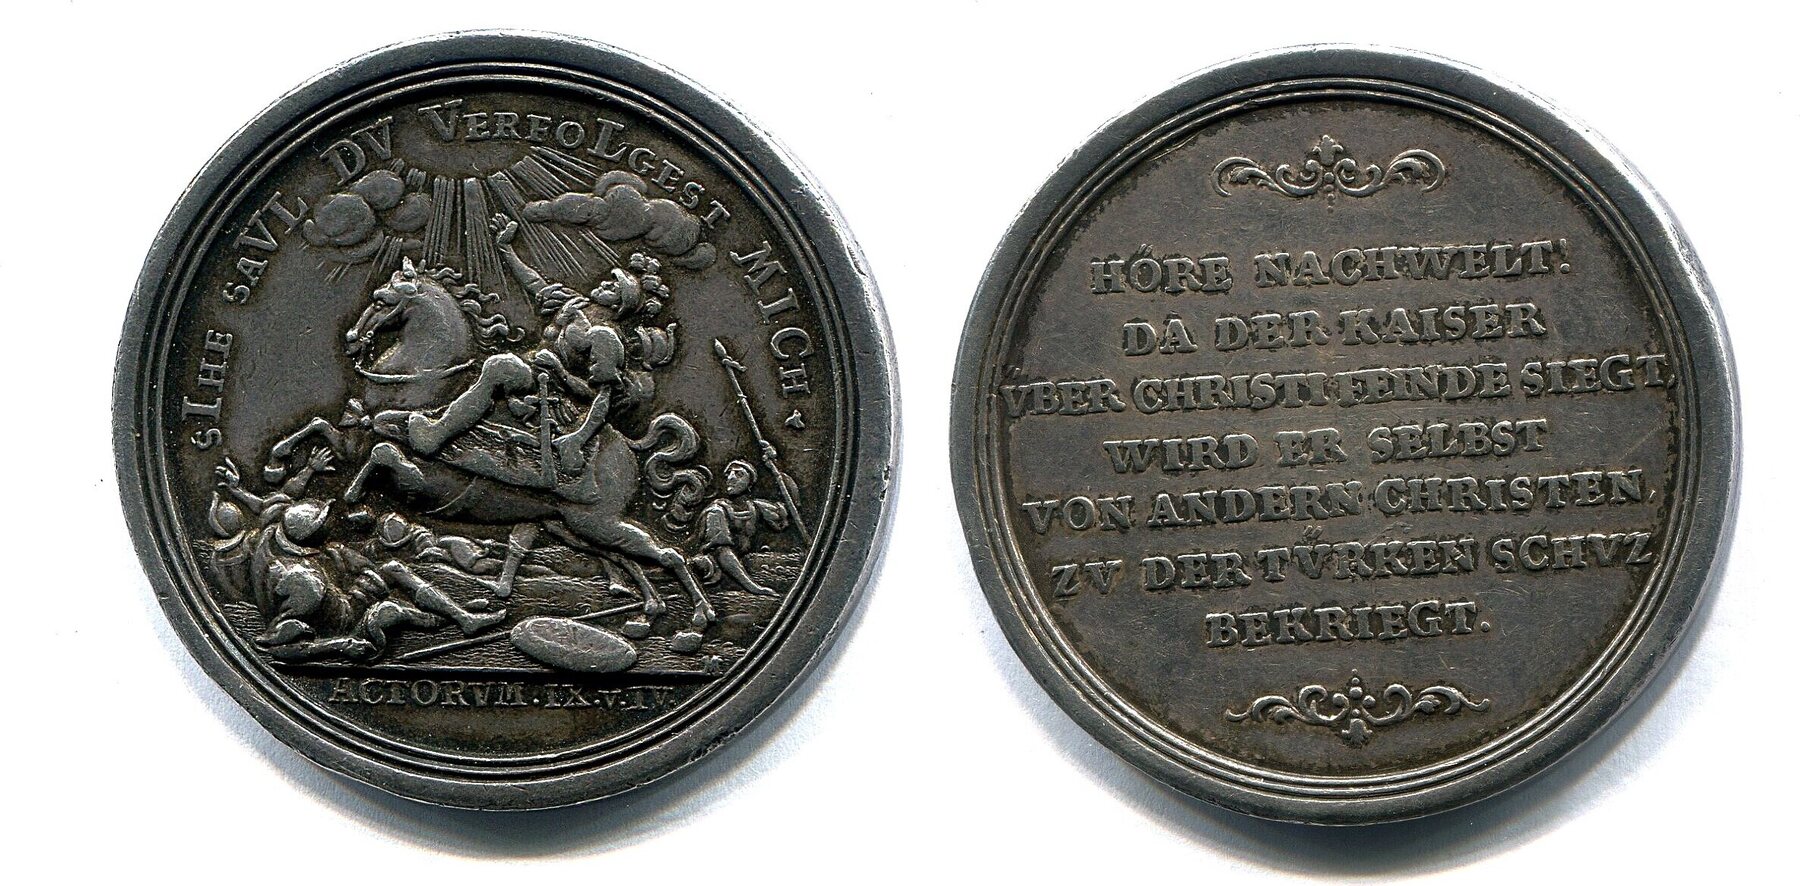 SIHE SAVL DV VERFOLGEST MICH
ACTORVM.IX.V.IV.
M
HÖRE NACHWELT!
DA DER KAISER
VBER CHRISTI FEINDE SIEGT,
WIRD ER SELBST
VON ANDERN CHRISTEN,
ZV DER TÜRKEN SCHVZ
BEKRIEGT.